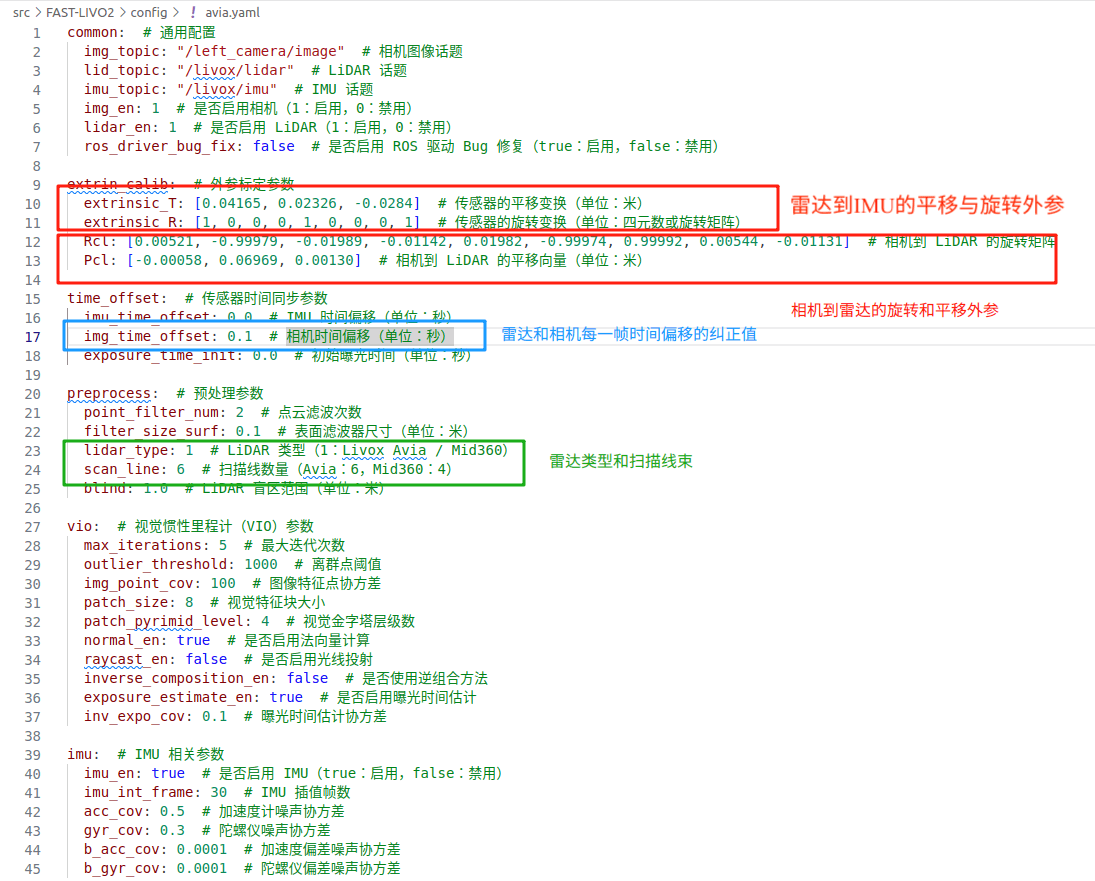 src > FAST-LIVO2 > config > ! avia.yaml
1 common: # 通用配置
2 img_topic: "/left_camera/image" # 相机图像话题
3 lid_topic: "/livox/lidar" # LiDAR 话题
4 imu_topic: "/livox/imu" # IMU 话题
5 img_en: 1 # 是否启用相机（1：启用，0：禁用）
6 lidar_en: 1 # 是否启用 LiDAR（1：启用，0：禁用）
7 ros_driver_bug_fix: false # 是否启用 ROS 驱动 Bug 修复（true：启用，false：禁用）
8
9 extrin_calib: # 外参标定参数
10 extrinsic_T: [0.04165, 0.02326, -0.0284] # 传感器的平移变换（单位：米） 雷达到IMU的平移与旋转外参
11 extrinsic_R: [1, 0, 0, 0, 1, 0, 0, 0, 1] # 传感器的旋转变换（单位：四元数或旋转矩阵）
12 Rcl: [0.00521, -0.99979, -0.01989, -0.01142, 0.01982, -0.99974, 0.99992, 0.00544, -0.01131] # 相机到 LiDAR 的旋转矩阵
13 Pcl: [-0.00058, 0.06969, 0.00130] # 相机到 LiDAR 的平移向量（单位：米）
14
15 time_offset: # 传感器时间同步参数
16 imu_time_offset: 0.0 # IMU 时间偏移（单位：秒） 相机到雷达的旋转和平移外参
17 img_time_offset: 0.1 # 相机时间偏移（单位：秒） 雷达和相机每一帧时间偏移的纠正值
18 exposure_time_init: 0.0 # 初始曝光时间（单位：秒）
19
20 preprocess: # 预处理参数
21 point_filter_num: 2 # 点云滤波次数
22 filter_size_surf: 0.1 # 表面滤波器尺寸（单位：米）
23 lidar_type: 1 # LiDAR 类型（1：Livox Avia / Mid360） 雷达类型和扫描线束
24 scan_line: 6 # 扫描线数量（Avia：6，Mid360：4）
25 blind: 1.0 # LiDAR 盲区范围（单位：米）
26
27 vio: # 视觉惯性里程计（VIO）参数
28 max_iterations: 5 # 最大迭代次数
29 outlier_threshold: 1000 # 离群点阈值
30 img_point_cov: 100 # 图像特征点协方差
31 patch_size: 8 # 视觉特征块大小
32 patch_pyrimid_level: 4 # 视觉金字塔层级数
33 normal_en: true # 是否启用法向量计算
34 raycast_en: false # 是否启用光线投射
35 inverse_composition_en: false # 是否使用逆组合方法
36 exposure_estimate_en: true # 是否启用曝光时间估计
37 inv_expo_cov: 0.1 # 曝光时间估计协方差
38
39 imu: # IMU 相关参数
40 imu_en: true # 是否启用 IMU（true：启用，false：禁用）
41 imu_int_frame: 30 # IMU 插值帧数
42 acc_cov: 0.5 # 加速度计噪声协方差
43 gyr_cov: 0.3 # 陀螺仪噪声协方差
44 b_acc_cov: 0.0001 # 加速度偏差噪声协方差
45 b_gyr_cov: 0.0001 # 陀螺仪偏差噪声协方差